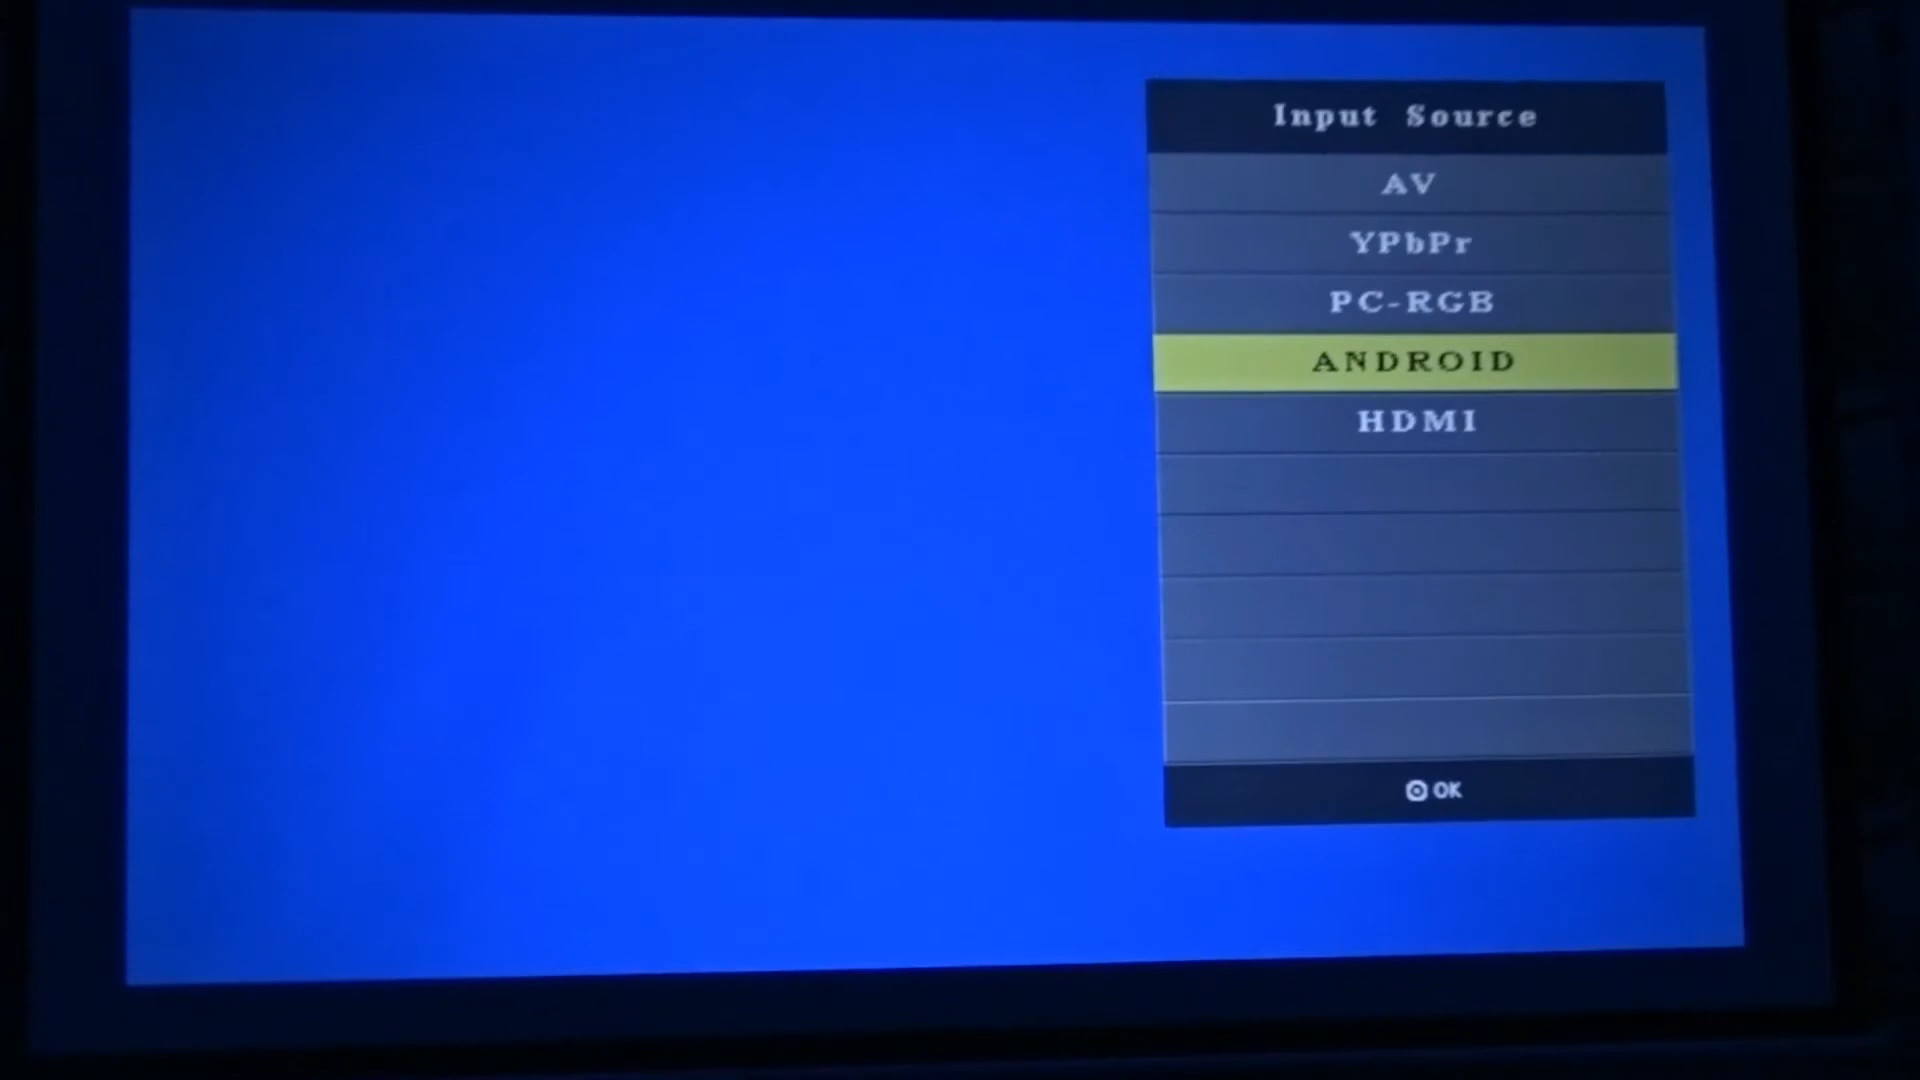 Input Source
AV
YPbPr
PC-RGB
ANDROID
HDMI
OK